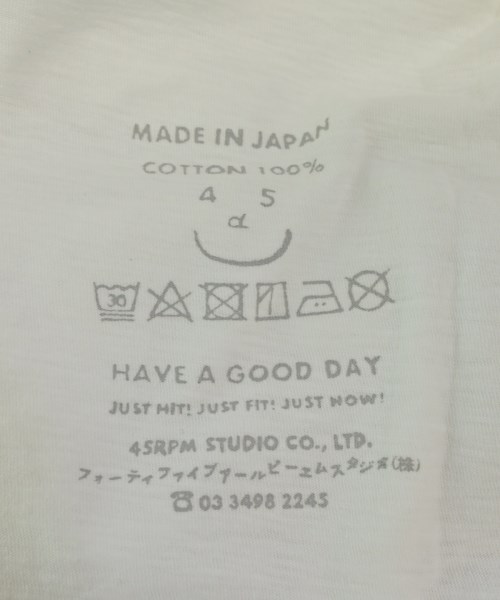 MADE IN JAPAN
COTTON 100%
4 5
R
30
HAVE A GOOD DAY
JUST HIT! JUST FIT! JUST NOW!
45RPM STUDIO CO., LTD.
フォーティファイブアールピーエムスタジオ(株)
☎03 3498 2245